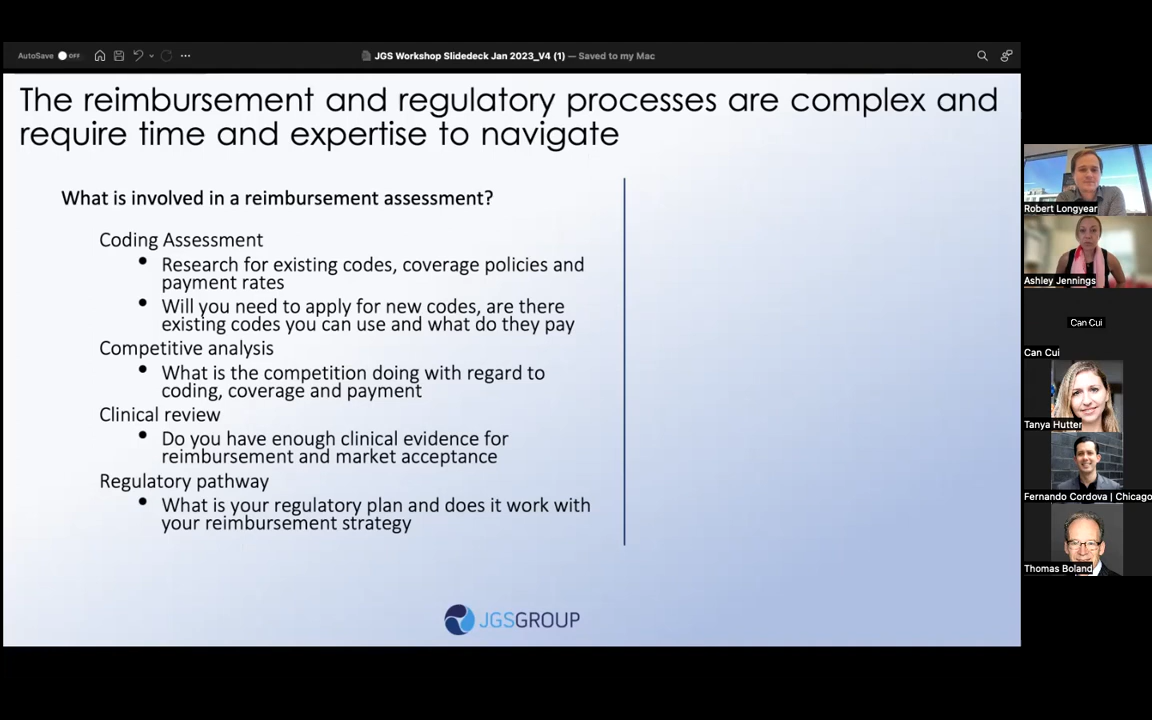 AutoSave OFF
JGS Workshop Slidedeck Jan 2023_V4 (1) — Saved to my Mac
The reimbursement and regulatory processes are complex and
require time and expertise to navigate
What is involved in a reimbursement assessment?
Coding Assessment
• Research for existing codes, coverage policies and
payment rates
• Will you need to apply for new codes, are there
existing codes you can use and what do they pay
Competitive analysis
• What is the competition doing with regard to
coding, coverage and payment
Clinical review
• Do you have enough clinical evidence for
reimbursement and market acceptance
Regulatory pathway
• What is your regulatory plan and does it work with
your reimbursement strategy
JGSGROUP
Robert Longyear
Ashley Jennings
Can Cui
Can Cui
Tanya Hutter
Fernando Cordova | Chicago
Thomas Boland